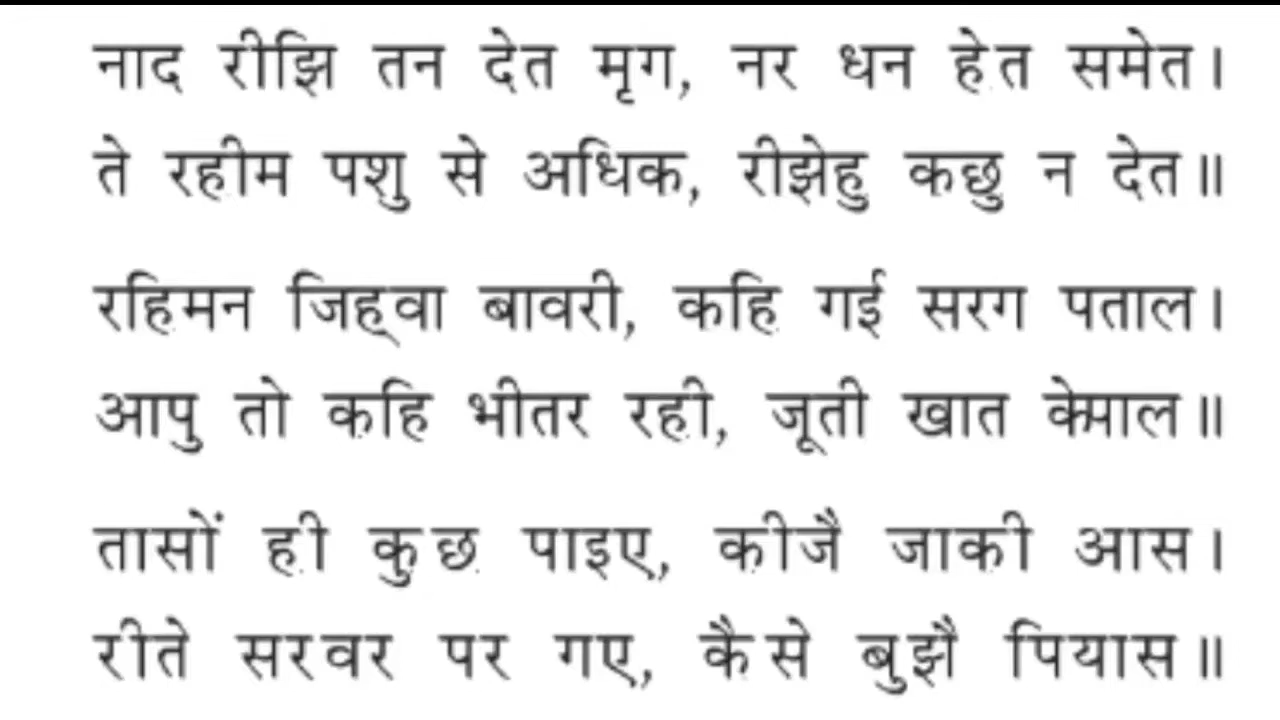 नाद रीझि तन देत मृग, नर धन हेत समेत।
ते रहीम पशु से अधिक, रीझेहु कछु न देत॥
रहिमन जिह्‌वा बावरी, कहि गई सरग पताल।
आपु तो कहि भीतर रही, जूती खात केपाल॥
तासों ही कुछ पाइए, कीजै जाकी आस।
रीते सरवर पर गए, कैसे बुझै पियास॥